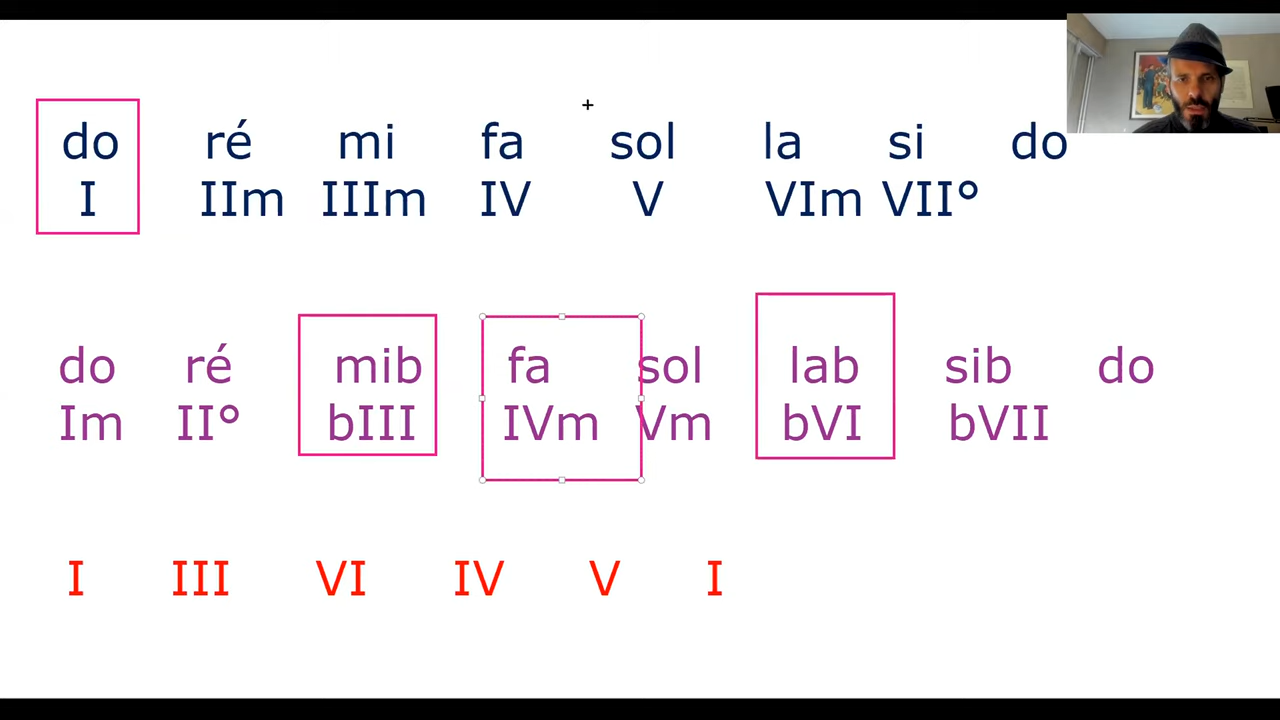 do ré mi fa sol la si do
I IIm IIIm IV V VIm VII°
do ré mib fa sol lab sib do
Im II° bIII IVm Vm bVI bVII
I III VI IV V I